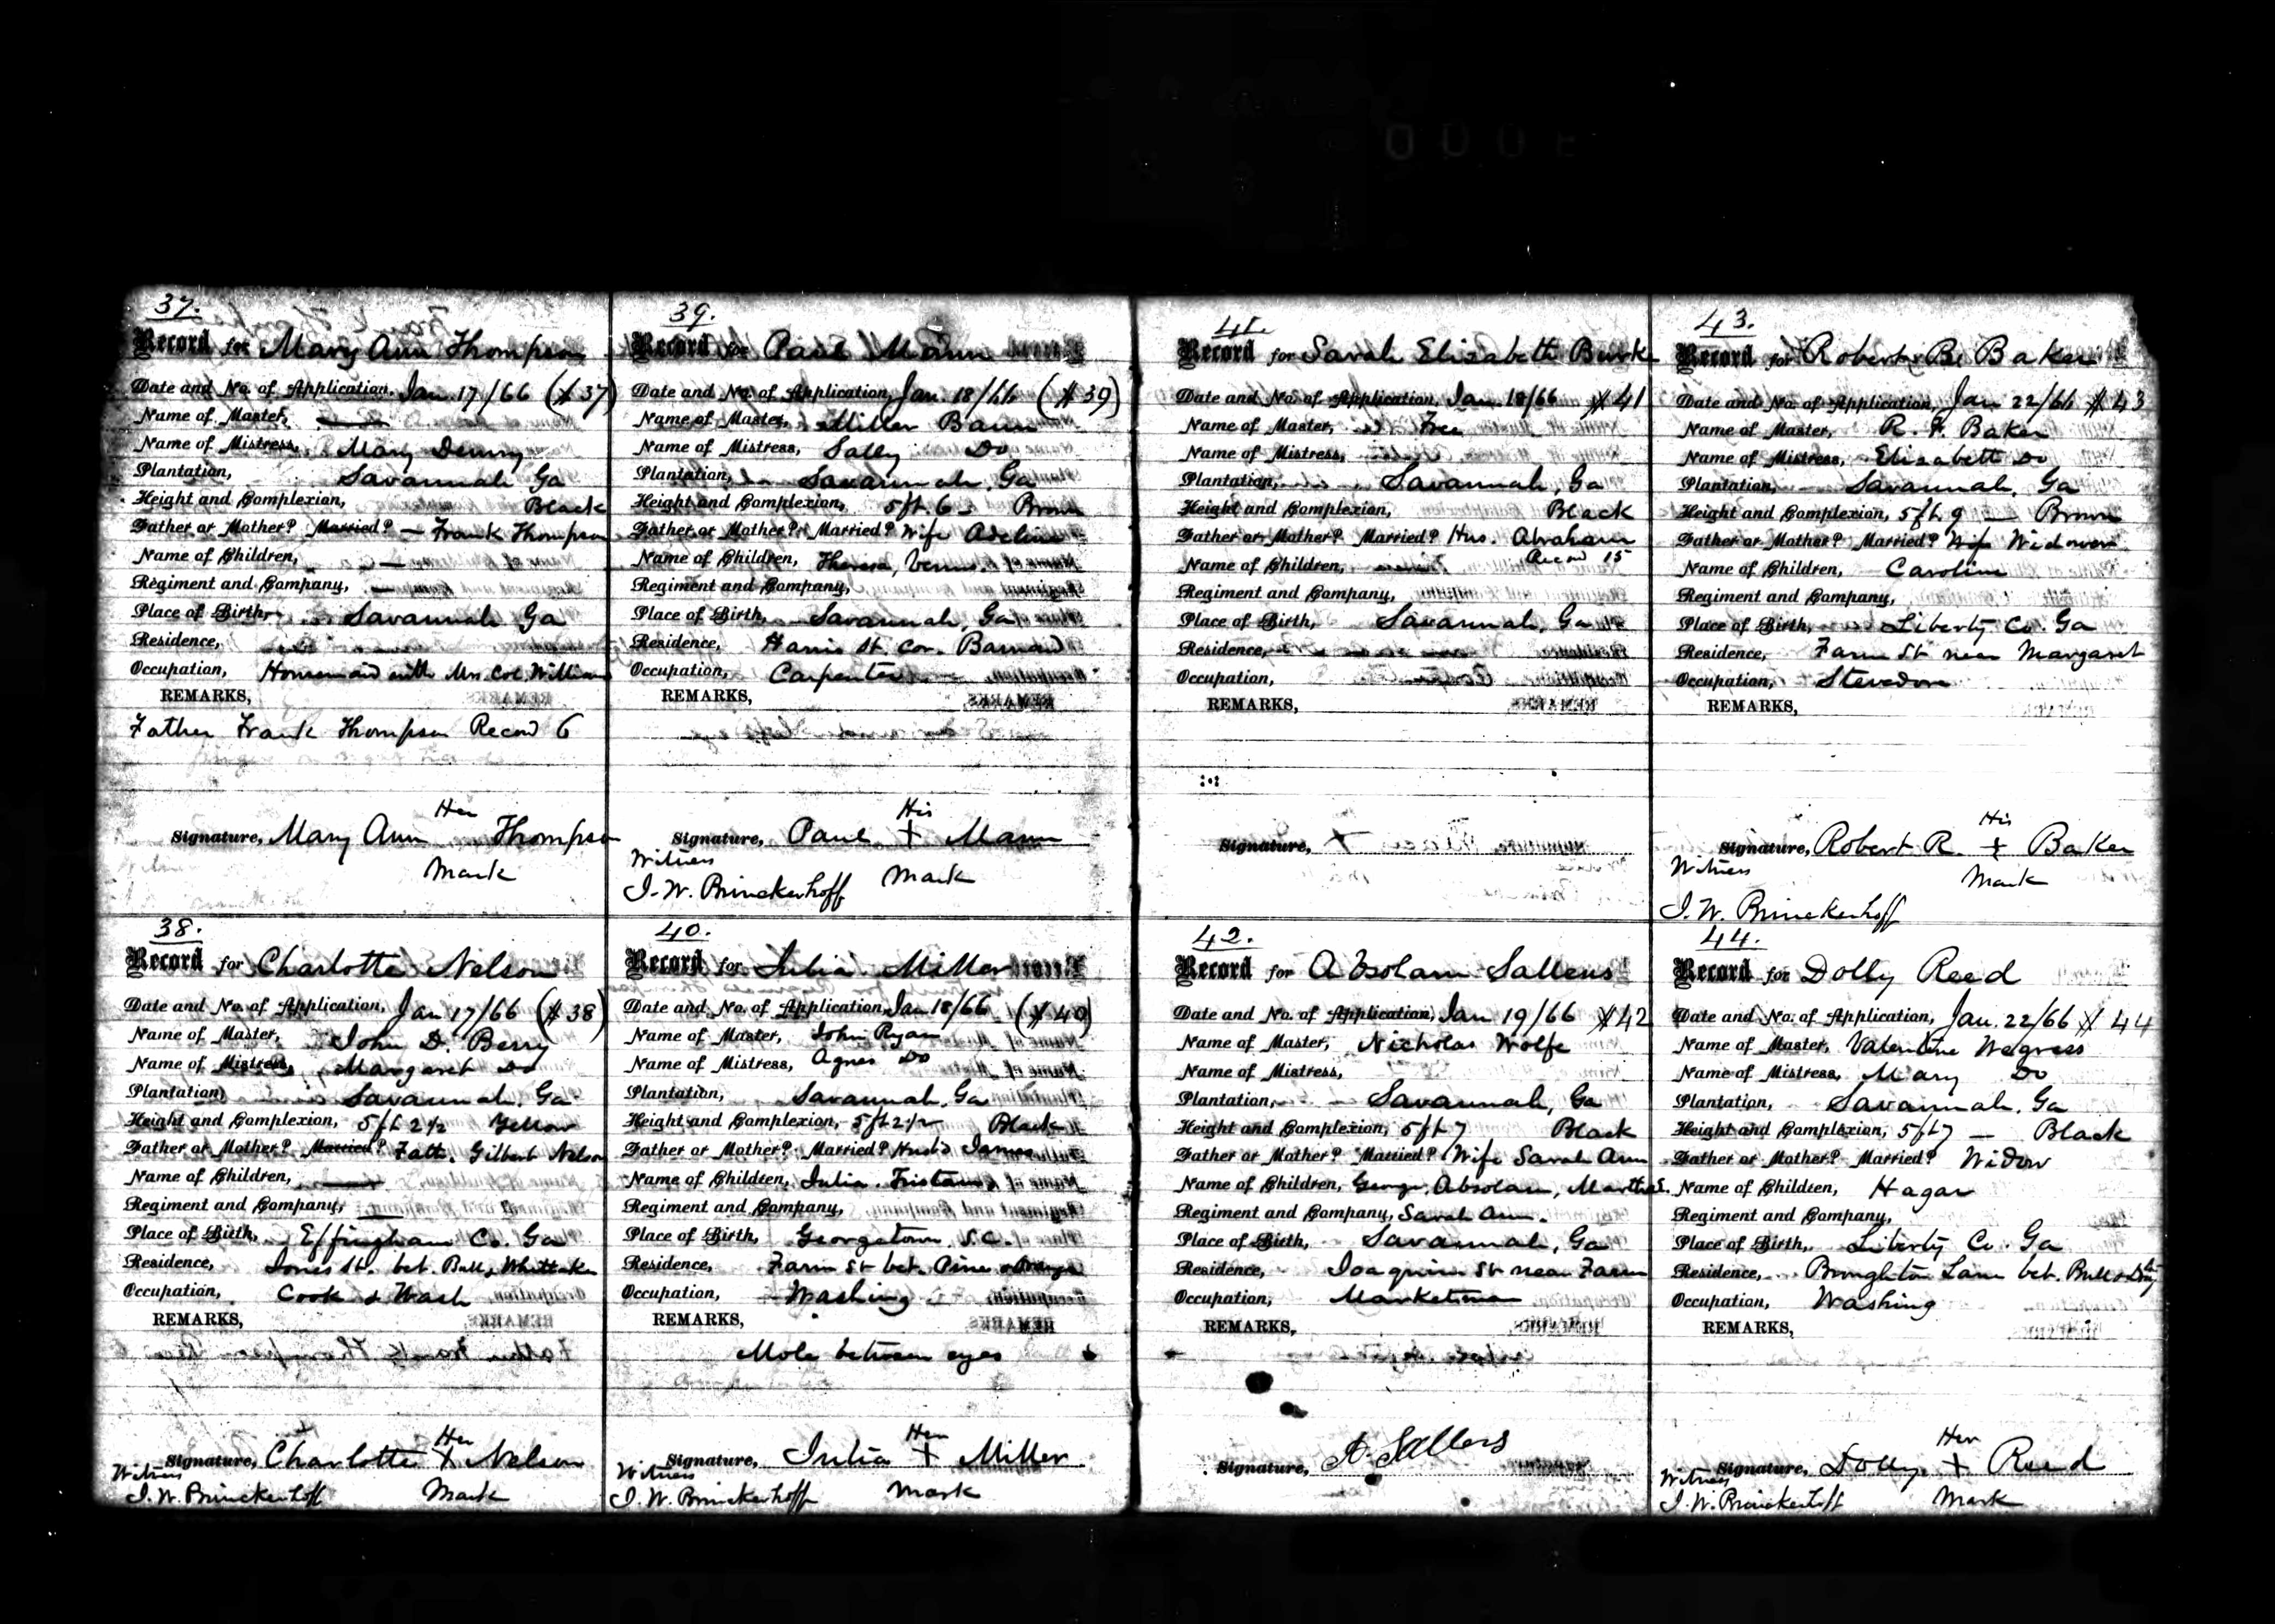 37.
Record for Mary Ann Thompson
Date and No. of Application, Jan. 17/66 (# 37)
Name of Master, —
Name of Mistress, Mary Denny
Plantation, Savannah Ga
Height and Complexion, Black
Father or Mother? Married? — Frank Thompson
Name of Children, —
Regiment and Company, —
Place of Birth, Savannah Ga
Residence,
Occupation, Housemaid with Mrs. Col. Williams
REMARKS,
Father Frank Thompson Record 6
Her
Signature, Mary Ann Thompson
Mark
38.
Record for Charlotte Nelson
Date and No. of Application, Jan 17/66 (# 38)
Name of Master, John D. Berry
Name of Mistress, Margaret Do
Plantation, Savannah, Ga
Height and Complexion, 5 ft 2 1/2 Yellow
Father or Mother? Married? Fath. Gilbert Nelson
Name of Children, —
Regiment and Company, —
Place of Birth, Effingham Co. Ga
Residence, Jones St. bet. Bull & Whittaker
Occupation, Cook & Wash
REMARKS,
Her
Signature, Charlotte + Nelson
Witness
J. W. Brinckerhoff Mark
39.
Record for Paul Mann
Date and No. of Application, Jan. 18/66 (# 39)
Name of Master, Miller
Name of Mistress, Sally Do
Plantation, Savannah, Ga
Height and Complexion, 5 ft. 6 – Brown
Father or Mother? Married? Wife Adeline
Name of Children, Theresa, Venus.
Regiment and Company,
Place of Birth, Savannah, Ga
Residence, Harris St. cor. Barnard
Occupation, Carpenter
REMARKS,
His
Signature, Paul + Mann
Witness
J. W. Brinckerhoff Mark
40.
Record for Julia Miller
Date and No. of Application, Jan 18/66 (# 40)
Name of Master, John Ryan
Name of Mistress, Agnes Do
Plantation, Savannah, Ga
Height and Complexion, 5 ft 2 1/2 Black
Father or Mother? Married? Husbd James
Name of Children, Julia.
Regiment and Company,
Place of Birth, Georgetown S.C.
Residence, Farm St bet. Pine & Orange
Occupation, Washing
REMARKS,
Mole between eyes
Her
Signature, Julia + Miller
Witness
J. W. Brinckerhoff Mark
41.
Record for Sarah Elizabeth Burk
Date and No. of Application, Jan. 18/66 # 41
Name of Master, Free
Name of Mistress,
Plantation, Savannah, Ga
Height and Complexion, Black
Father or Mother? Married? Hus. Abraham
Record 15
Name of Children,
Regiment and Company,
Place of Birth, Savannah, Ga
Residence,
Occupation,
REMARKS,
Signature, +
42.
Record for Absolam Sallens
Date and No. of Application, Jan 19/66 # 42
Name of Master, Nicholas Wolfe
Name of Mistress,
Plantation, Savannah, Ga
Height and Complexion, 5 ft 7 Black
Father or Mother? Married? Wife Sarah Ann
Name of Children, George, Absolam, Martha
Regiment and Company, Sarah Ann.
Place of Birth, Savannah, Ga
Residence, Joaquin St near Farm
Occupation, Marketman
REMARKS,
Signature, A. Sallers
43.
Record for Robert R. Baker
Date and No. of Application, Jan 22/66 # 43
Name of Master, R. F. Baker
Name of Mistress, Elizabeth Do
Plantation, Savannah, Ga
Height and Complexion, 5 ft 9 — Brown
Father or Mother? Married? Widower
Name of Children, Caroline
Regiment and Company,
Place of Birth, Liberty Co. Ga
Residence, Farm St near Margaret
Occupation, Stevedore
REMARKS,
His
Signature, Robert R. + Baker
Witness
Mark
J. W. Brinckerhoff
44.
Record for Dolly Reed
Date and No. of Application, Jan. 22/66 # 44
Name of Master, Valentine
Name of Mistress, Mary Do
Plantation, Savannah, Ga
Height and Complexion, 5 ft 7 — Black
Father or Mother? Married? Widow
Name of Children, Hagar
Regiment and Company,
Place of Birth, Liberty Co. Ga
Residence, Broughton Lane bet. Bull &
Occupation, Washing
REMARKS,
Her
Signature, Dolly + Reed
Witness
J. W. Brinckerhoff Mark